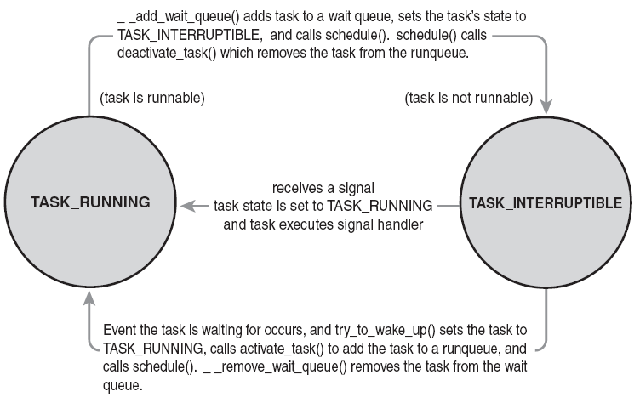 _ _add_wait_queue() adds task to a wait queue, sets the task's state to
TASK_INTERRUPTIBLE, and calls schedule(). schedule() calls
deactivate_task() which removes the task from the runqueue.
(task is runnable)
(task is not runnable)
TASK_RUNNING
receives a signal
task state is set to TASK_RUNNING
and task executes signal handler
TASK_INTERRUPTIBLE
Event the task is waiting for occurs, and try_to_wake_up() sets the task to
TASK_RUNNING, calls activate_task() to add the task to a runqueue, and
calls schedule(). _ _remove_wait_queue() removes the task from the wait
queue.